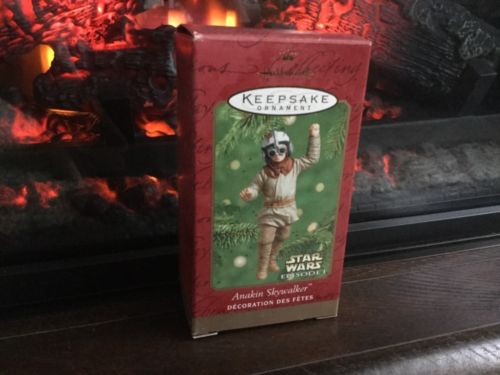 KEEPSAKE
ORNAMENT
STAR
WARS
EPISODE I
Anakin Skywalker™
DÉCORATION DES FÊTES